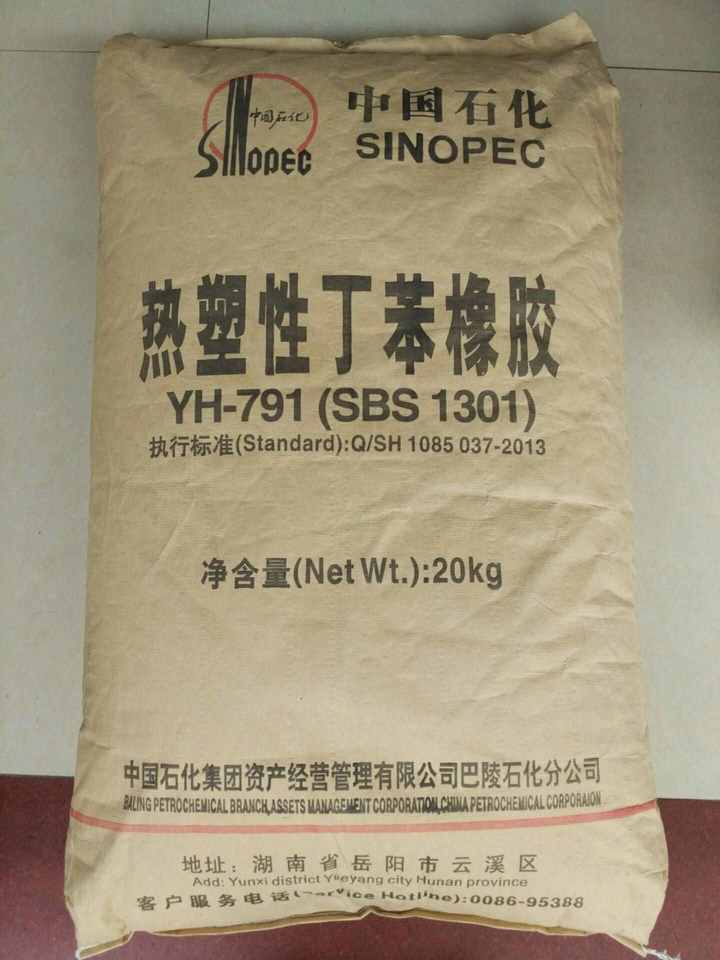 中国石化
SINOPEC
中国石化
SINOPEC
热塑性丁苯橡胶
YH-791 (SBS 1301)
执行标准(Standard):Q/SH 1085 037-2013
净含量(Net Wt.):20kg
中国石化集团资产经营管理有限公司巴陵石化分公司
BALING PETROCHEMICAL BRANCH,ASSETS MANAGEMENT CORPORATION,CHINA PETROCHEMICAL CORPORAION
地址：湖南省岳阳市云溪区
Add: Yunxi district Yueyang city Hunan province
客户服务电话(Service Hotline):0086-95388